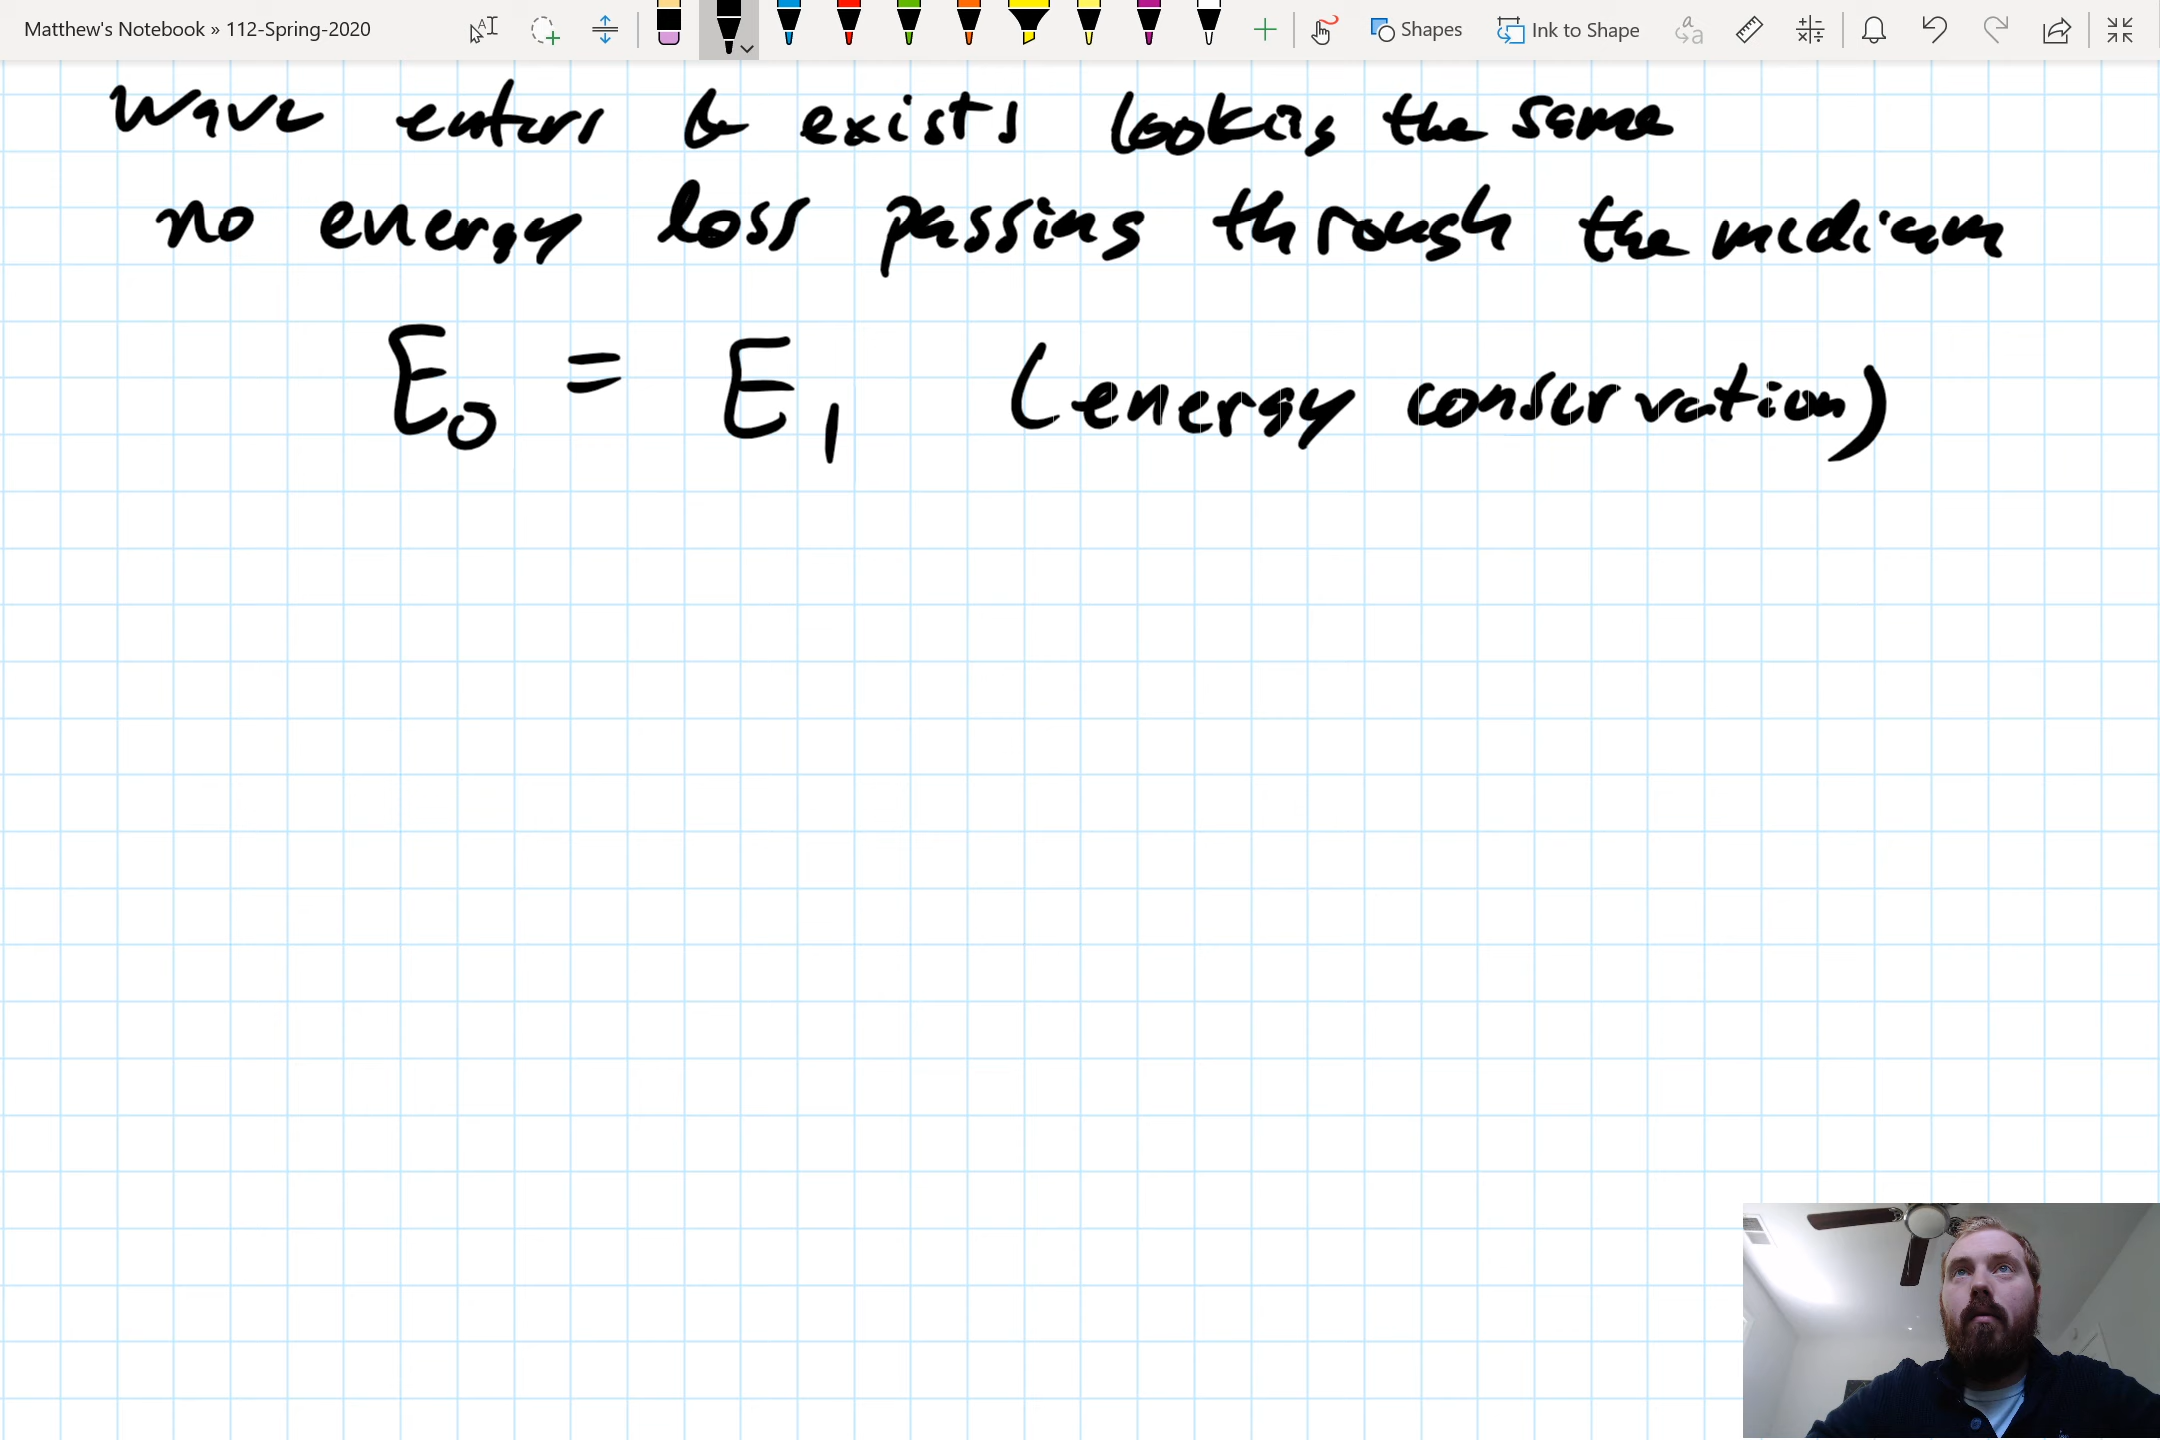 Matthew's Notebook » 112-Spring-2020
Shapes
Ink to Shape
wave enters & exists looking the same
no energy loss passing through the medium
E₀ = E₁ (energy conservation)